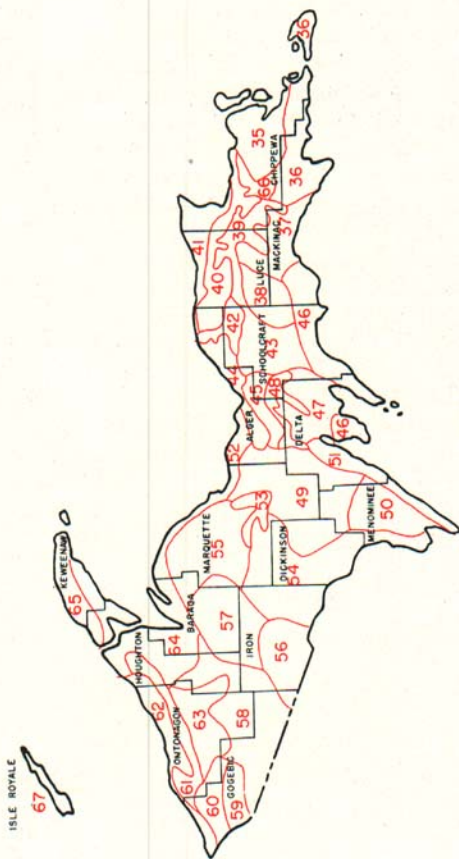 ISLE ROYALE
67
KEWEENAW
65
HOUGHTON
62
ONTONAGON
64
BARAGA
61
63
60
GOGEBIC
59
58
57
IRON
56
MARQUETTE
55
53
52
DICKINSON
54
49
MENOMINEE
50
51
ALGER
44
45
48
DELTA
47
46
42
SCHOOLCRAFT
43
46
41
40
39
38
LUCE
MACKINAC
37
66
35
CHIPPEWA
36
36